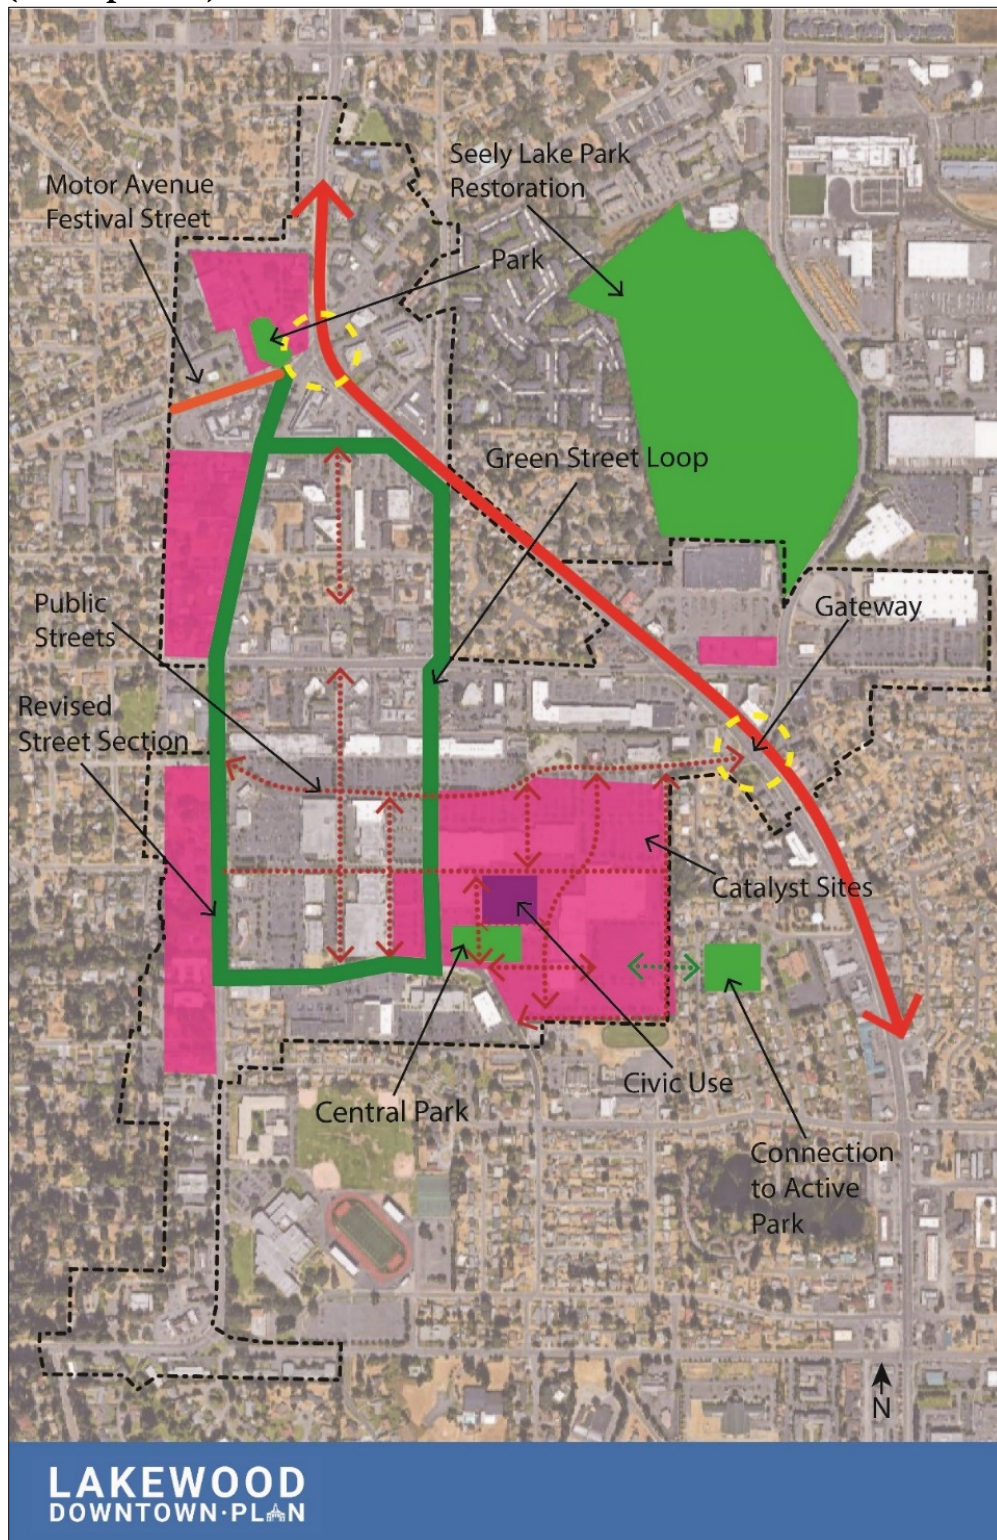 Seely Lake Park
Restoration
Motor Avenue
Festival Street
Park
Green Street Loop
Public
Streets
Gateway
Revised
Street Section
Catalyst Sites
Civic Use
Central Park
Connection
to Active
Park
N
LAKEWOOD
DOWNTOWN·PLAN